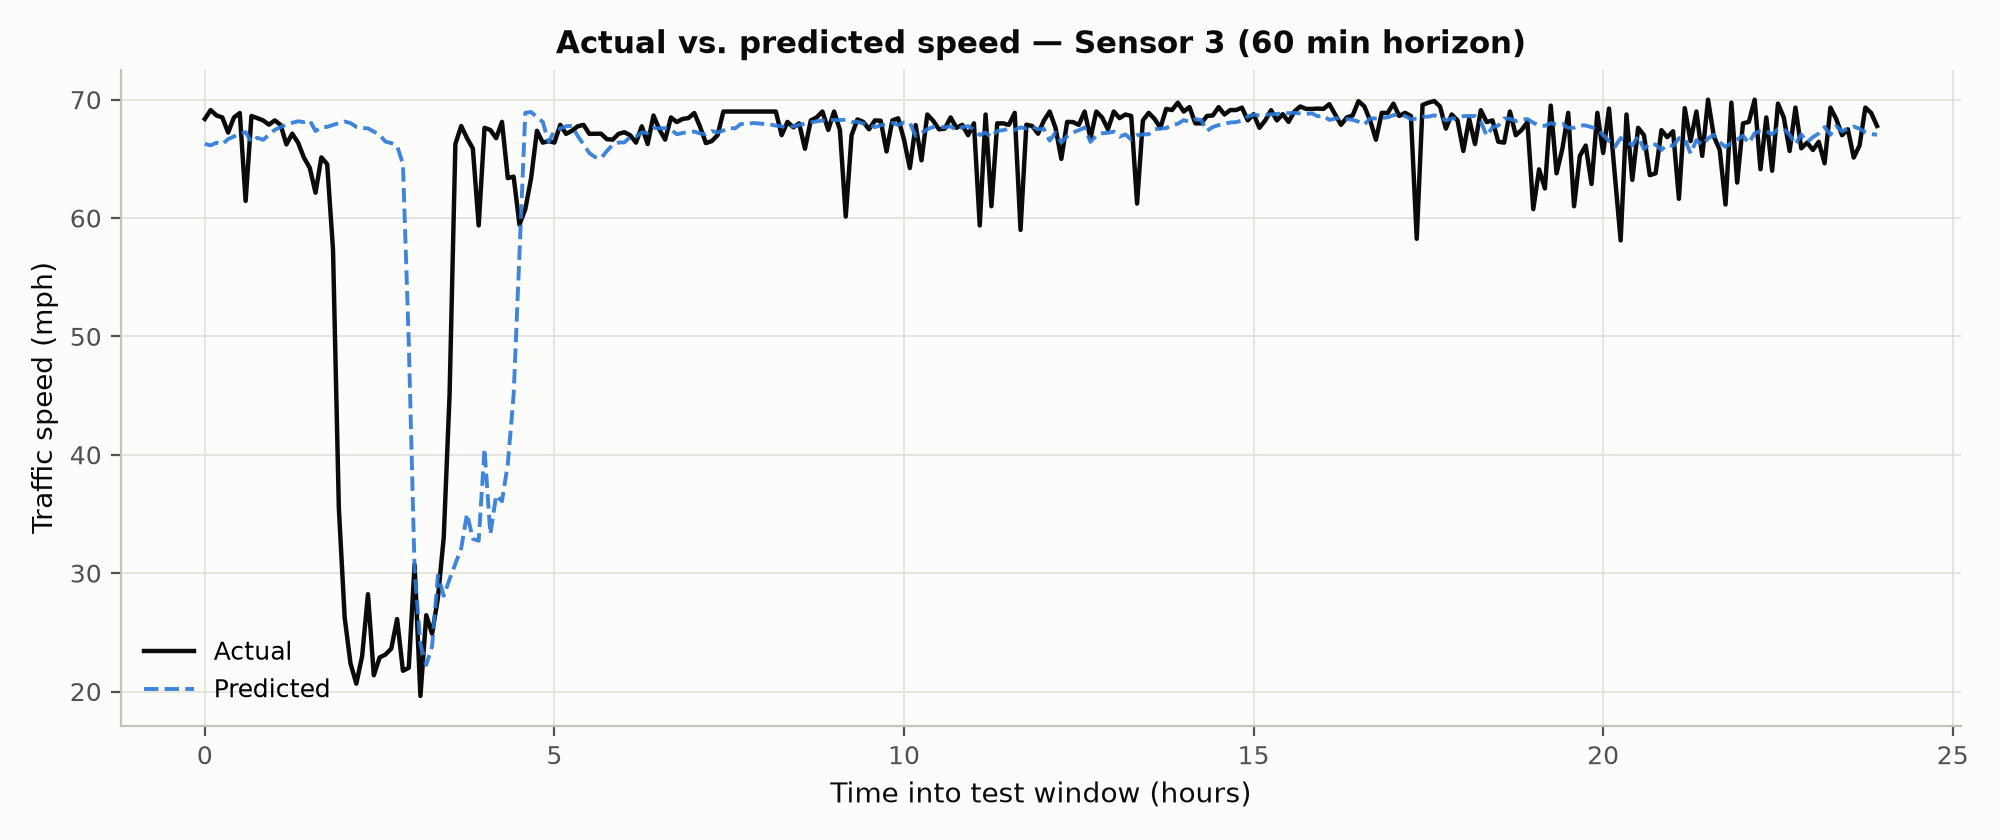 Actual vs. predicted speed — Sensor 3 (60 min horizon)
Traffic speed (mph)
70
60
50
40
30
20
Actual
Predicted
0 5 10 15 20 25
Time into test window (hours)